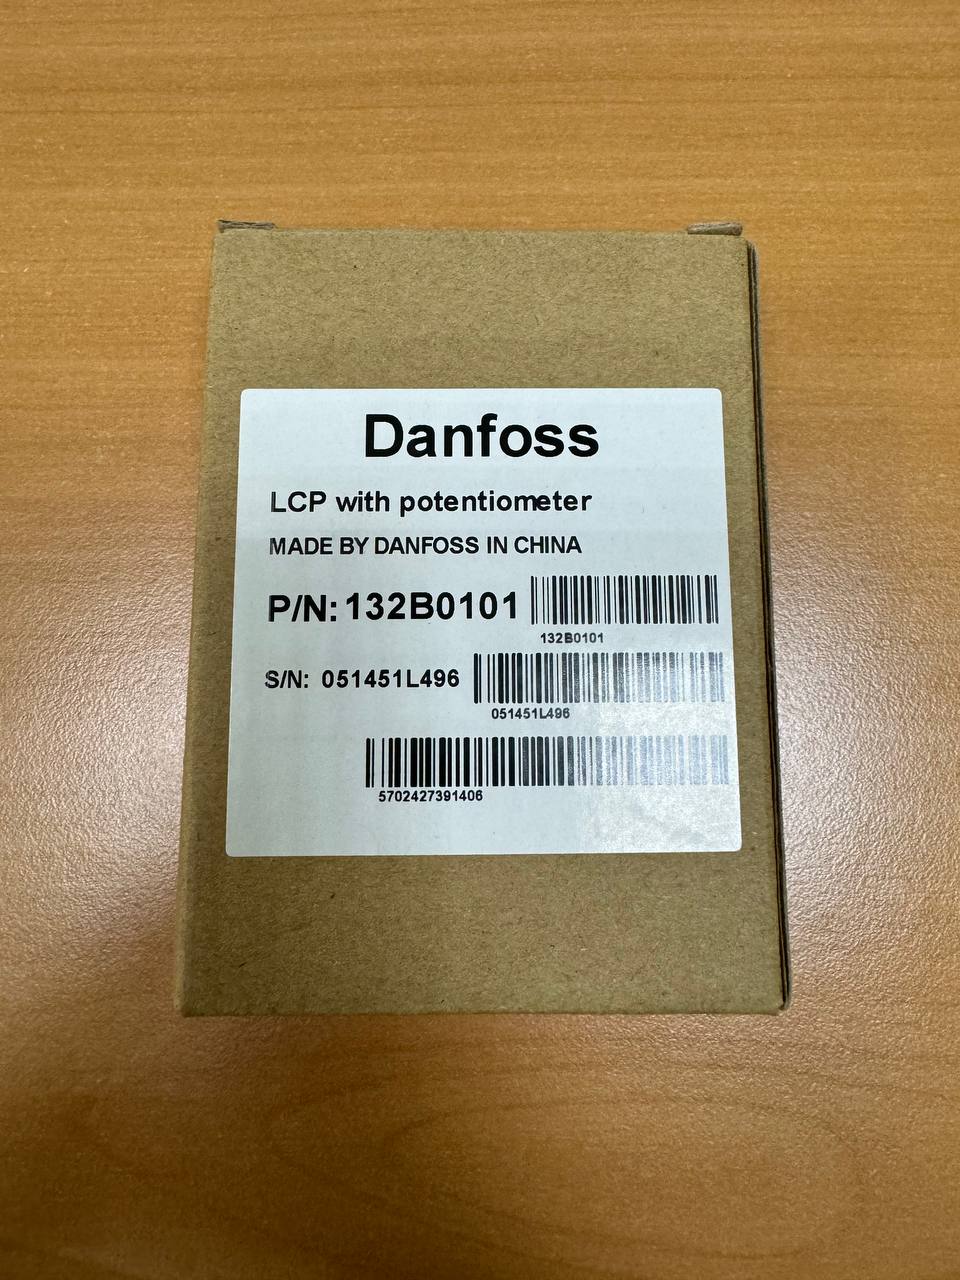 Danfoss
LCP with potentiometer
MADE BY DANFOSS IN CHINA
P/N: 132B0101
132B0101
S/N: 051451L496
051451L496
5702427391406